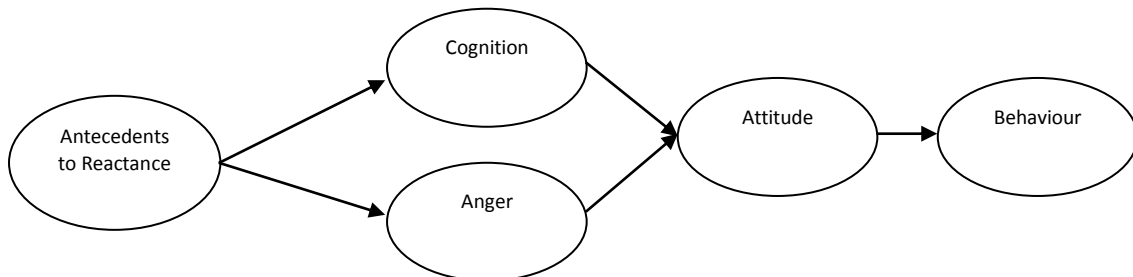 Cognition
Antecedents
to Reactance
Attitude
Behaviour
Anger